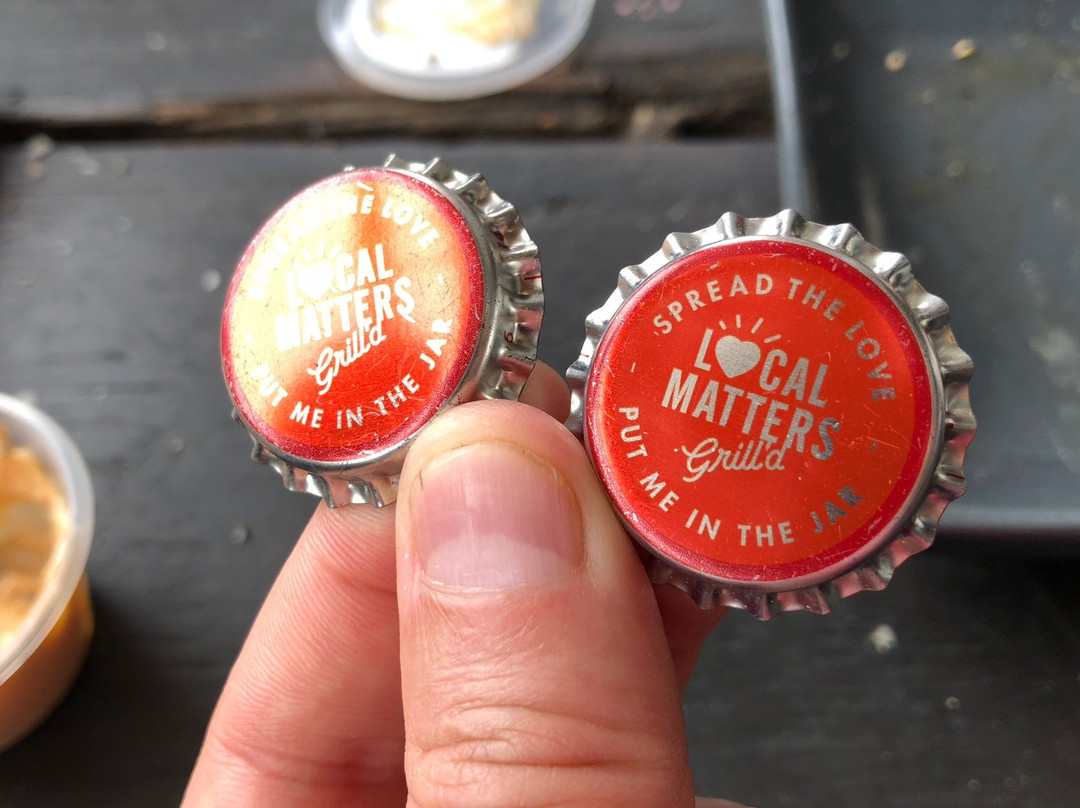 SPREAD THE LOVE
LOCAL
MATTERS
Grill'd
PUT ME IN THE JAR
SPREAD THE LOVE
LOCAL
MATTERS
Grill'd
PUT ME IN THE JAR